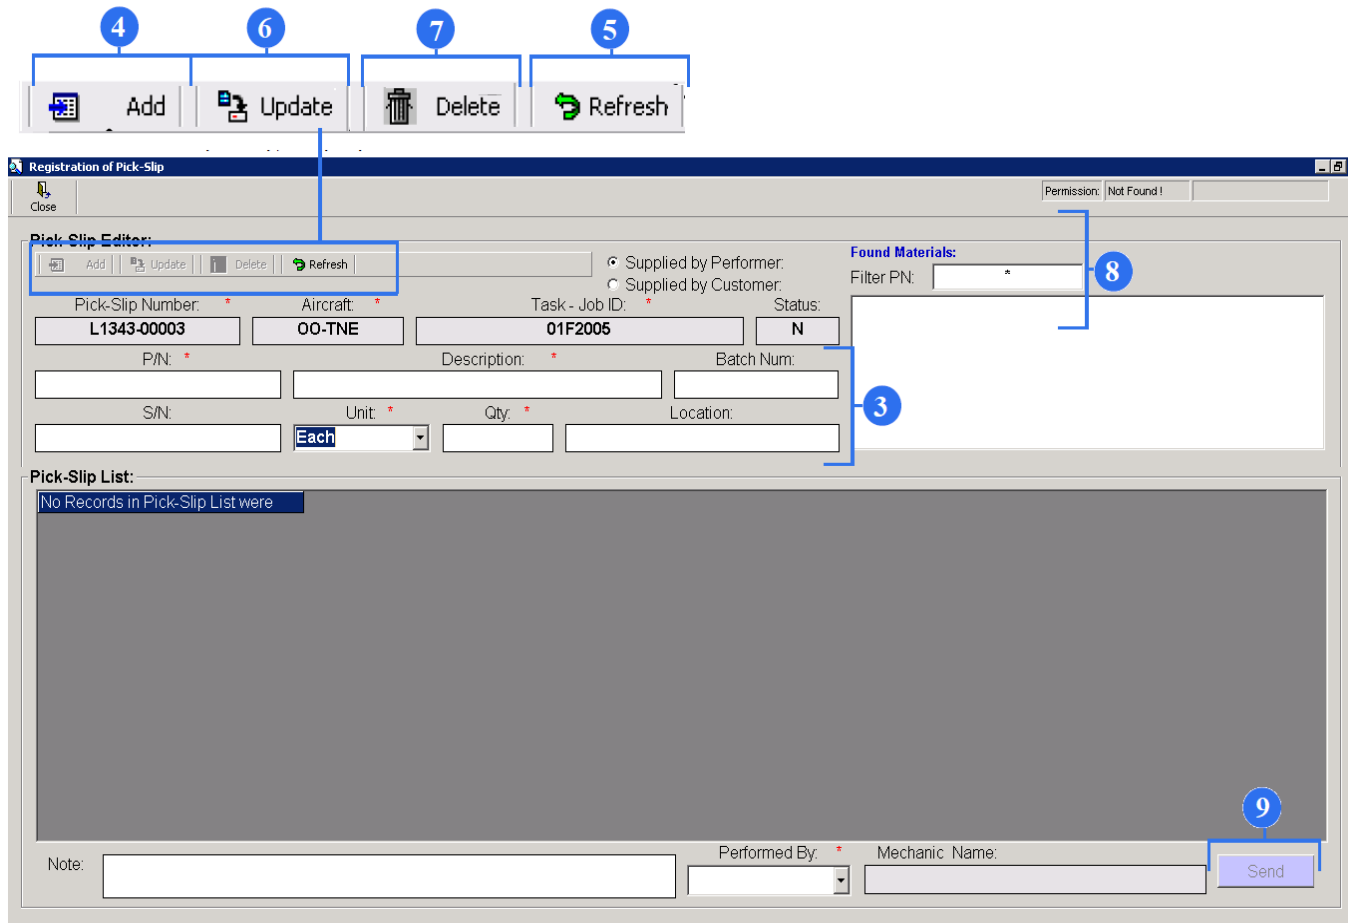 4 6 7 5
Add Update Delete Refresh
Registration of Pick-Slip
Close
Permission: Not Found !
Pick-Slip Editor:
Add Update Delete Refresh
Supplied by Performer:
Supplied by Customer:
Found Materials:
Filter PN: *
8
Pick-Slip Number: * Aircraft: * Task - Job ID: * Status:
L1343-00003 OO-TNE 01F2005 N
P/N: * Description: * Batch Num:
3
S/N: Unit: * Qty: * Location:
Each
Pick-Slip List:
No Records in Pick-Slip List were
9
Note: Performed By: * Mechanic Name:
Send